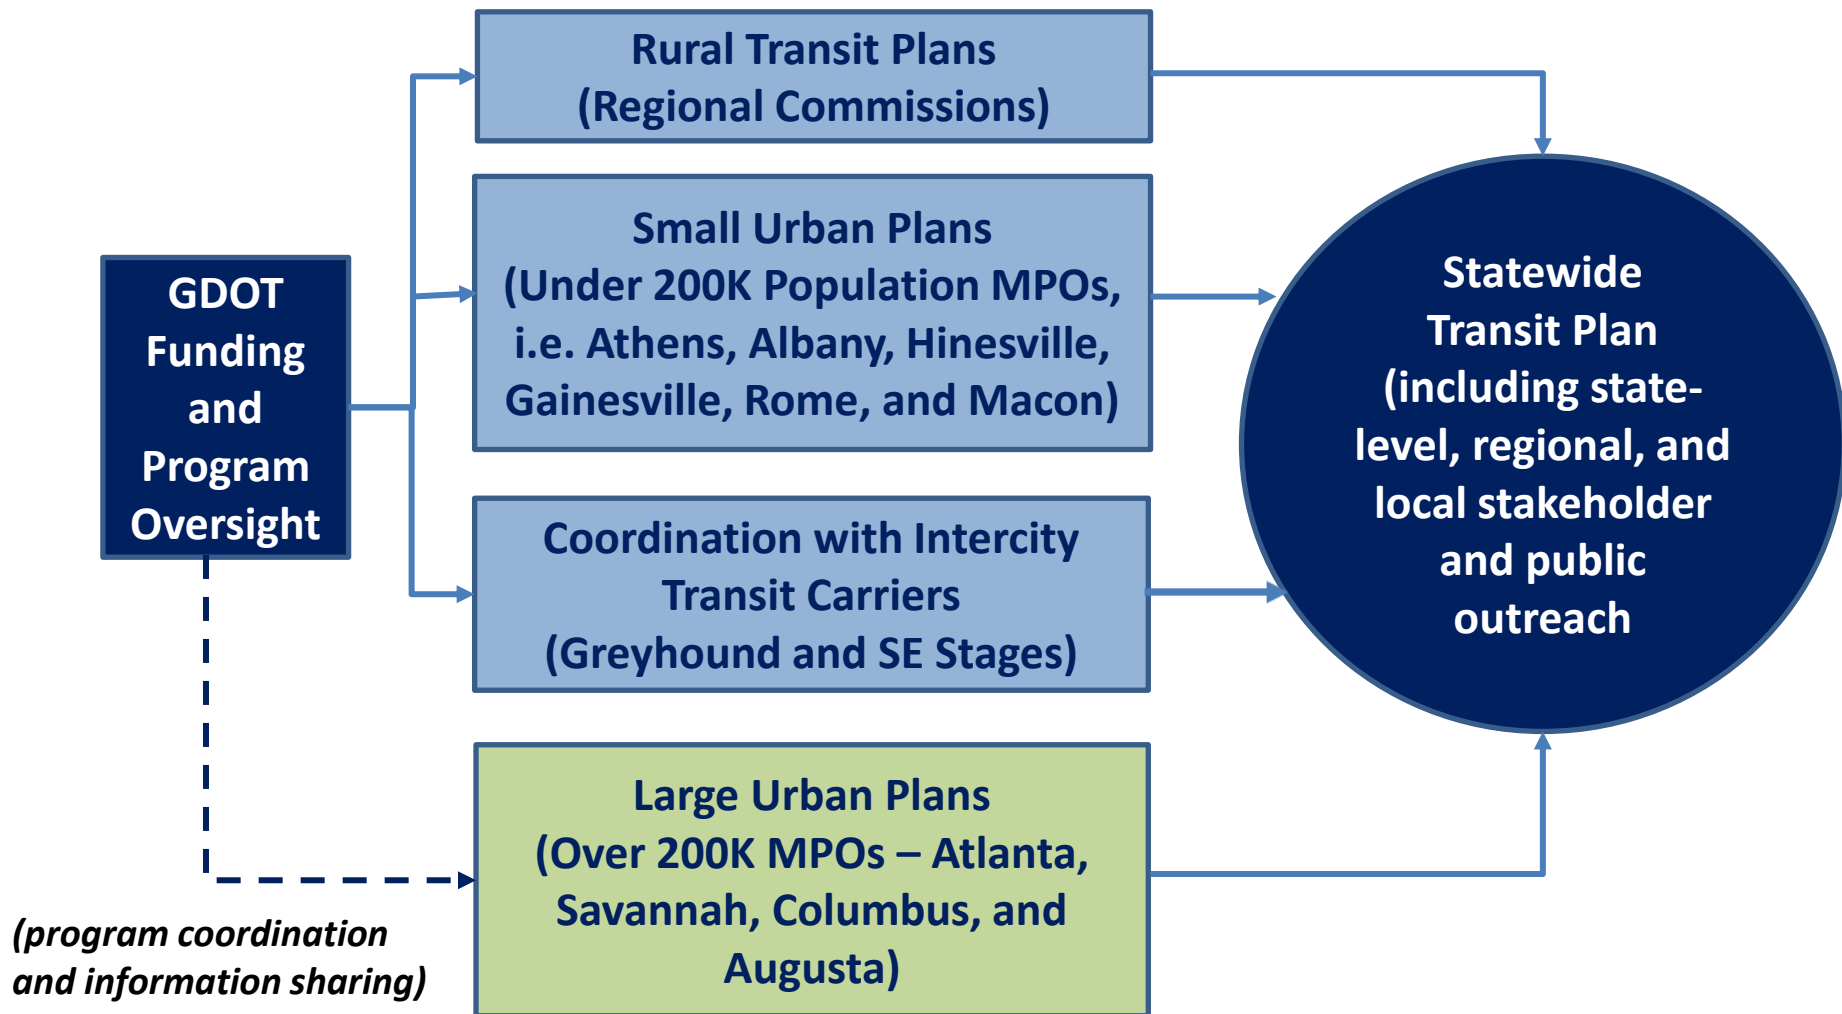 GDOT
Funding
and
Program
Oversight
Rural Transit Plans
(Regional Commissions)
Small Urban Plans
(Under 200K Population MPOs,
i.e. Athens, Albany, Hinesville,
Gainesville, Rome, and Macon)
Coordination with Intercity
Transit Carriers
(Greyhound and SE Stages)
Large Urban Plans
(Over 200K MPOs – Atlanta,
Savannah, Columbus, and
Augusta)
(program coordination
and information sharing)
Statewide
Transit Plan
(including state-
level, regional, and
local stakeholder
and public
outreach